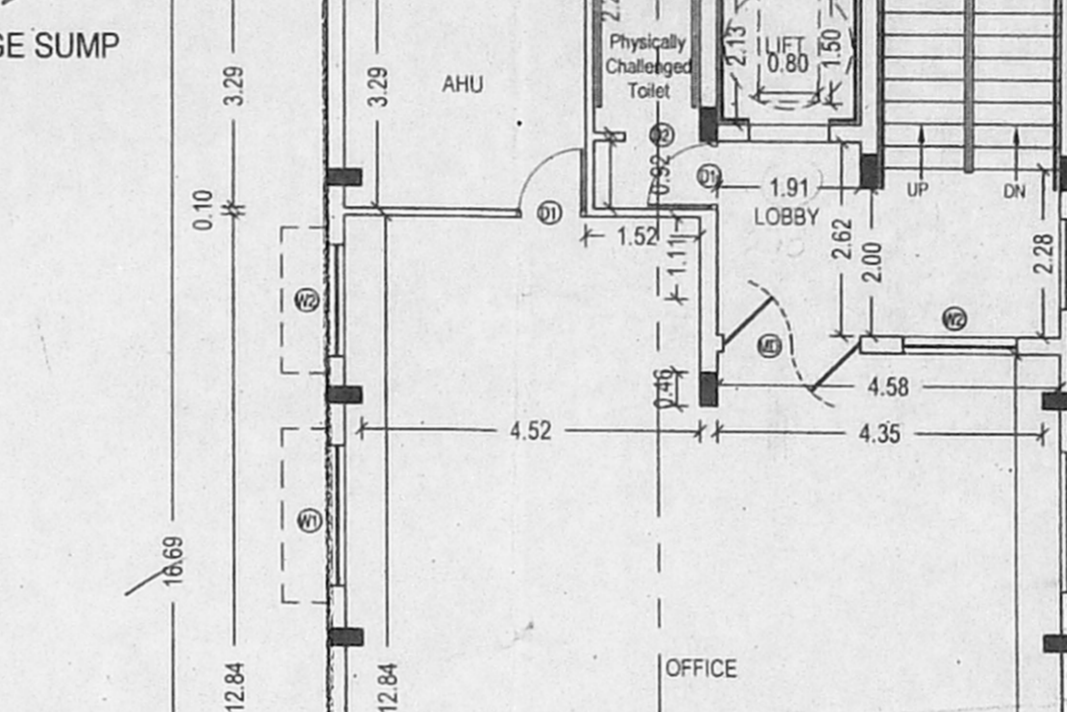 GE SUMP
3.29
3.29
AHU
Physically
Challenged
Toilet
2.13
LIFT
0.80
1.50
D2
0.92
D1
1.91
LOBBY
UP
DN
0.10
D1
1.52
1.11
2.62
2.00
2.28
W2
W2
0.46
4.58
4.52
4.35
W1
16.69
12.84
12.84
OFFICE